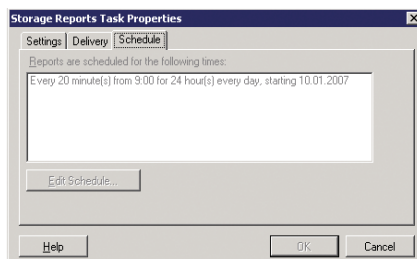 Storage Reports Task Properties
Settings Delivery Schedule
Reports are scheduled for the following times:
Every 20 minute(s) from 9:00 for 24 hour(s) every day, starting 10.01.2007
Edit Schedule...
Help OK Cancel